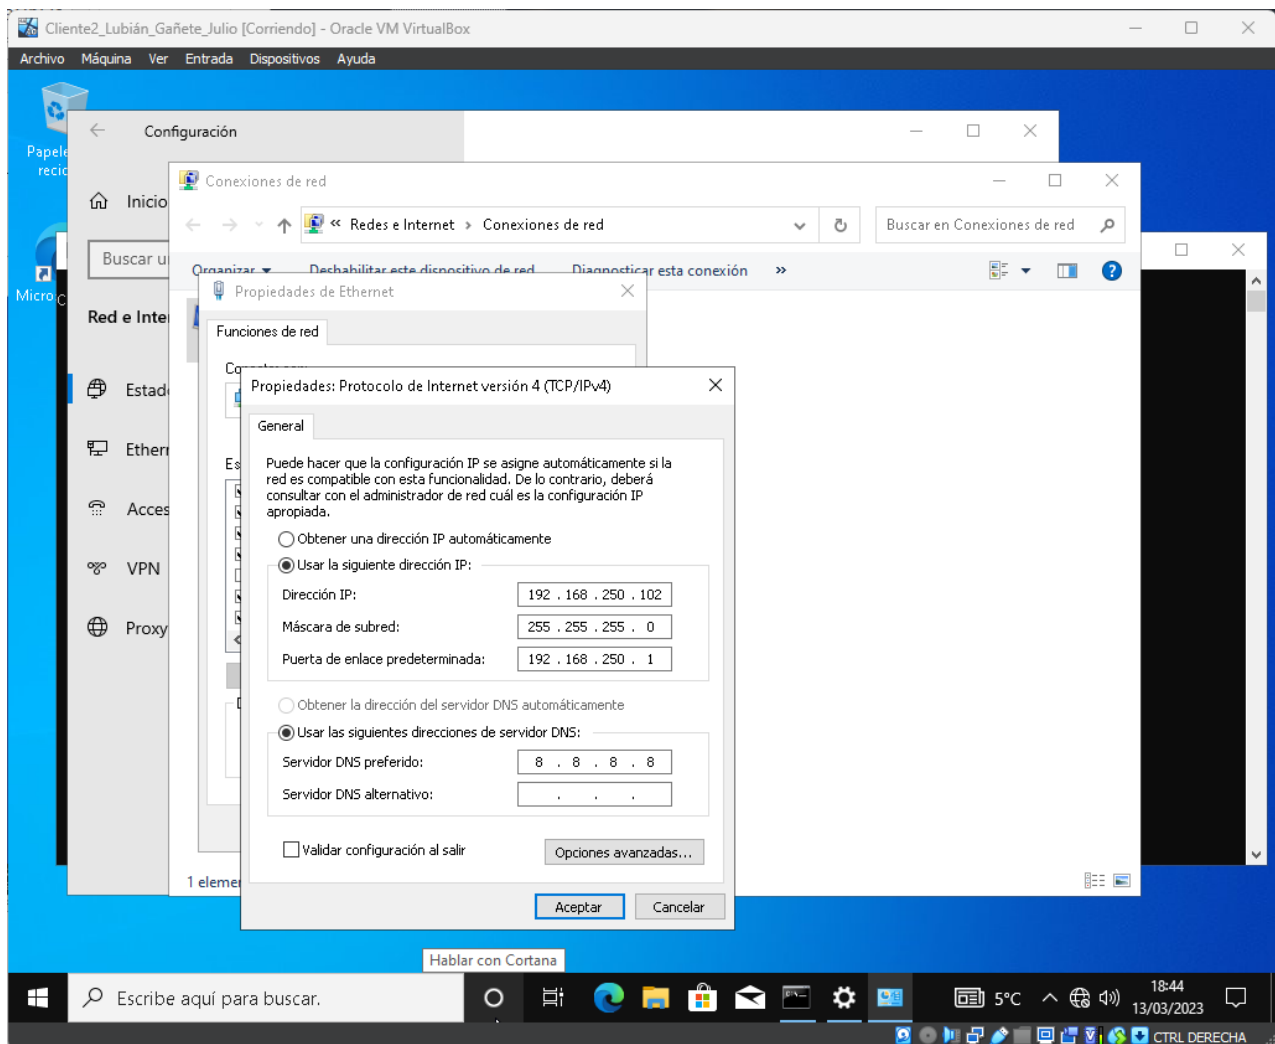 Cliente2_Lubián_Gañete_Julio [Corriendo] - Oracle VM VirtualBox
Archivo Máquina Ver Entrada Dispositivos Ayuda
Configuración
Conexiones de red
Inicio
« Redes e Internet › Conexiones de red
Buscar en Conexiones de red
Buscar u
Organizar Deshabilitar este dispositivo de red Diagnosticar esta conexión »
Propiedades de Ethernet
Micro
Red e Inte
Funciones de red
Propiedades: Protocolo de Internet versión 4 (TCP/IPv4)
Estado
General
Puede hacer que la configuración IP se asigne automáticamente si la
red es compatible con esta funcionalidad. De lo contrario, deberá
consultar con el administrador de red cuál es la configuración IP
apropiada.
Ether
Es
Acces
VPN
Proxy
Obtener una dirección IP automáticamente
Usar la siguiente dirección IP:
Dirección IP: 192 . 168 . 250 . 102
Máscara de subred: 255 . 255 . 255 . 0
Puerta de enlace predeterminada: 192 . 168 . 250 . 1
Obtener la dirección del servidor DNS automáticamente
Usar las siguientes direcciones de servidor DNS:
Servidor DNS preferido: 8 . 8 . 8 . 8
Servidor DNS alternativo: . . .
Validar configuración al salir
Opciones avanzadas...
1 eleme
Aceptar Cancelar
Hablar con Cortana
Escribe aquí para buscar.
5°C
18:44
13/03/2023
CTRL DERECHA